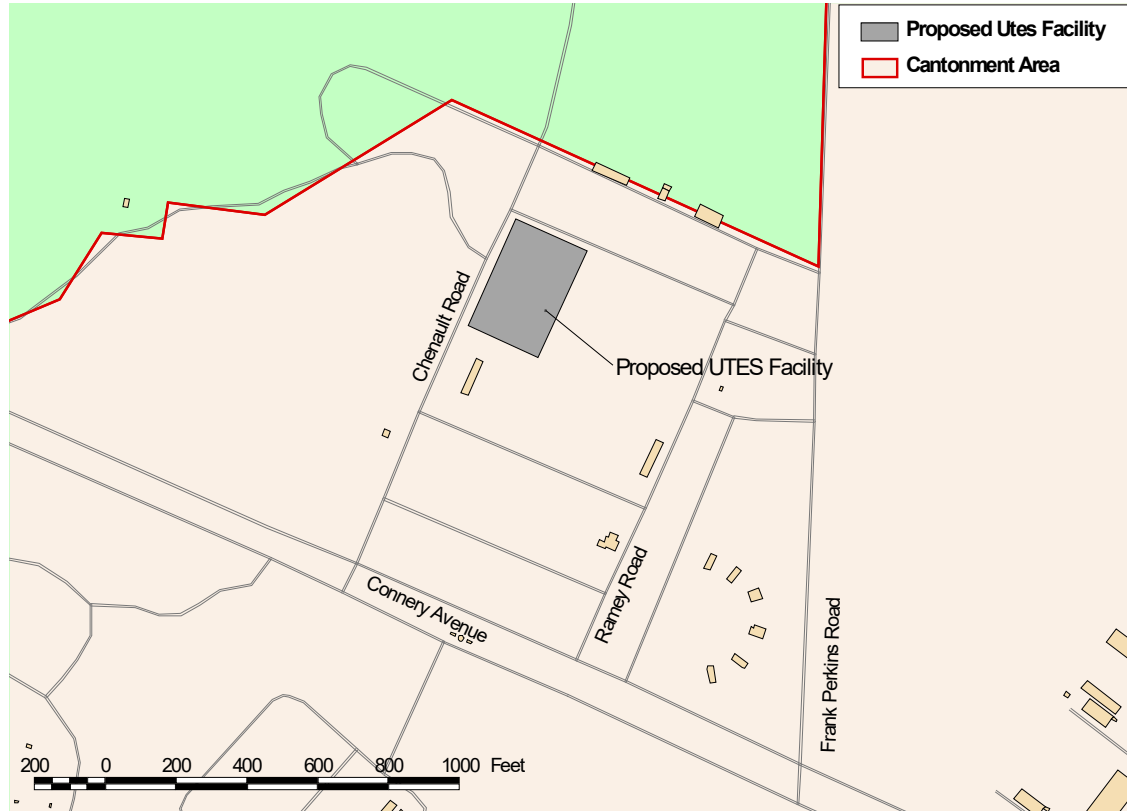 Proposed Utes Facility
Cantonment Area
Chenault Road
Proposed UTES Facility
Connery Avenue
Ramey Road
Frank Perkins Road
200 0 200 400 600 800 1000 Feet